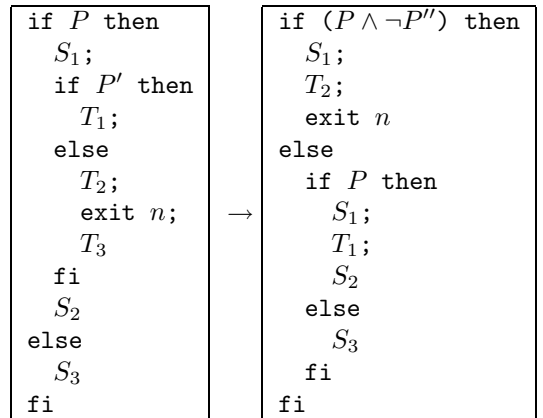 if P then
S₁;
if P′ then
T₁;
else
T₂;
exit n;
T₃
fi
S₂
else
S₃
fi
→
if (P ∧ ¬P″) then
S₁;
T₂;
exit n
else
if P then
S₁;
T₁;
S₂
else
S₃
fi
fi